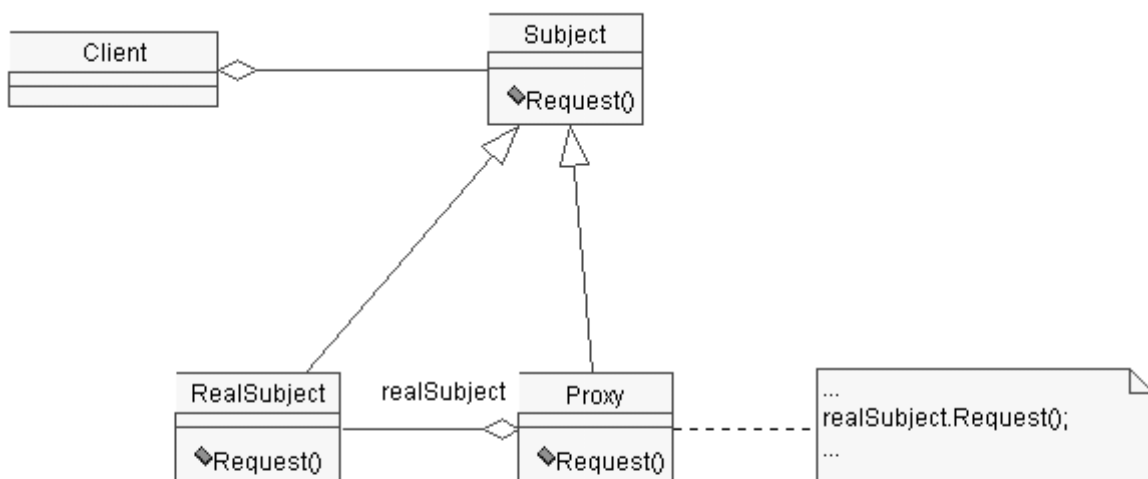 Client
Subject
Request()
RealSubject
Request()
realSubject
Proxy
Request()
...
realSubject.Request();
...